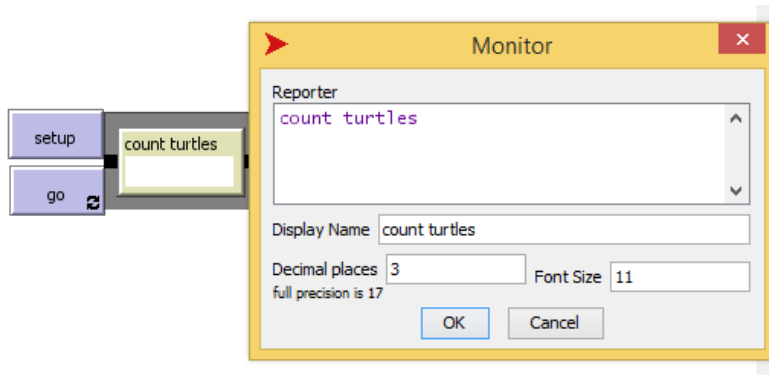 Monitor
Reporter
count turtles
setup
count turtles
go
Display Name count turtles
Decimal places 3
full precision is 17
Font Size 11
OK Cancel